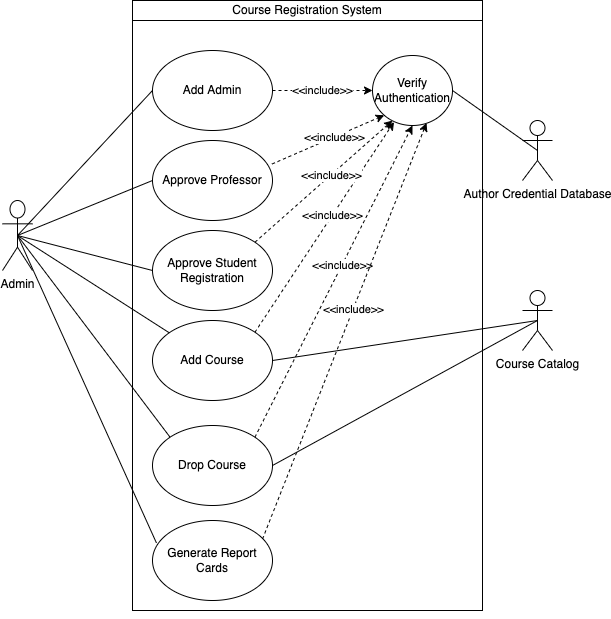 Course Registration System
Add Admin
<<include>>
Verify
Authentication
<<include>>
Approve Professor
<<include>>
Author Credential Database
<<include>>
Approve Student
Registration
<<include>>
Admin
<<include>>
Add Course
Course Catalog
Drop Course
Generate Report
Cards